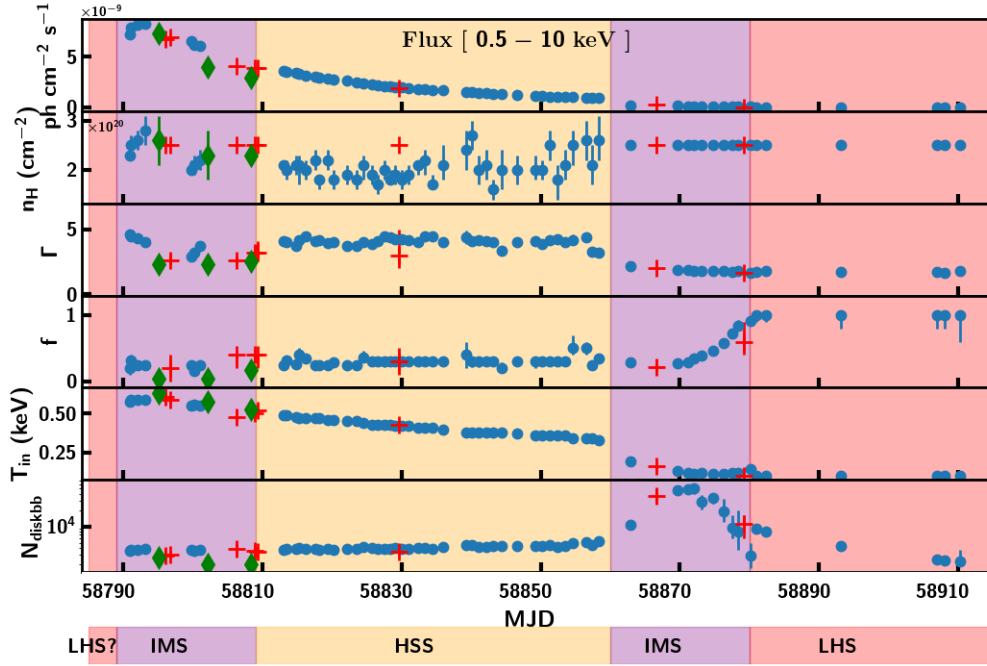 ×10⁻⁹
Flux [ 0.5 − 10 keV ]
ph cm⁻² s⁻¹
5
0
×10²⁰
n_H (cm⁻²)
3
2
Γ
5
0
f
1
0
T_in (keV)
0.50
0.25
N_diskbb
10⁴
58790 58810 58830 58850 58870 58890 58910
MJD
LHS? IMS HSS IMS LHS